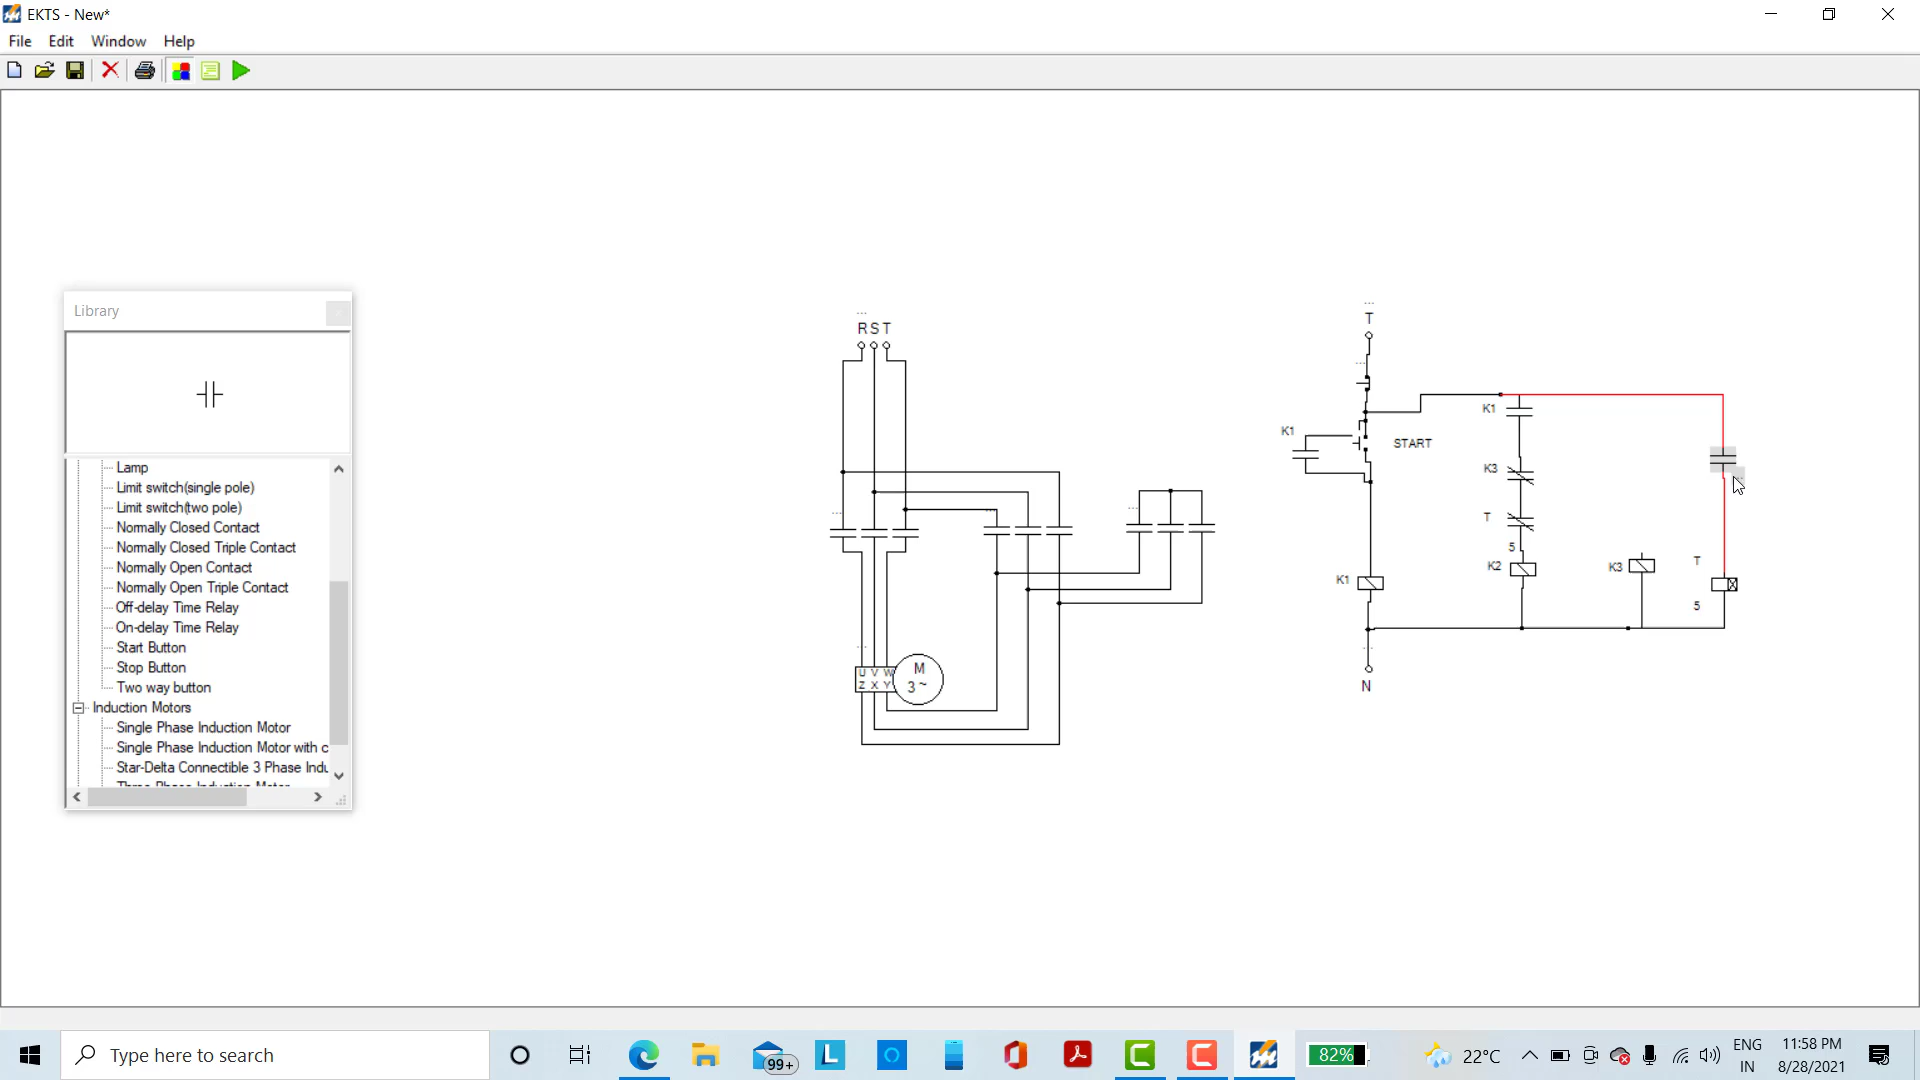 EKTS - New*
File Edit Window Help
Library
Lamp
Limit switch(single pole)
Limit switch(two pole)
Normally Closed Contact
Normally Closed Triple Contact
Normally Open Contact
Normally Open Triple Contact
Off-delay Time Relay
On-delay Time Relay
Start Button
Stop Button
Two way button
Induction Motors
Single Phase Induction Motor
Single Phase Induction Motor with c
Star-Delta Connectible 3 Phase Indu
R S T
U V W
Z X Y
M
3 ~
T
K1
START
K1
N
K1
K3
T
5
K2
K3
T
5
Type here to search
99+
82%
22°C
ENG
IN
11:58 PM
8/28/2021